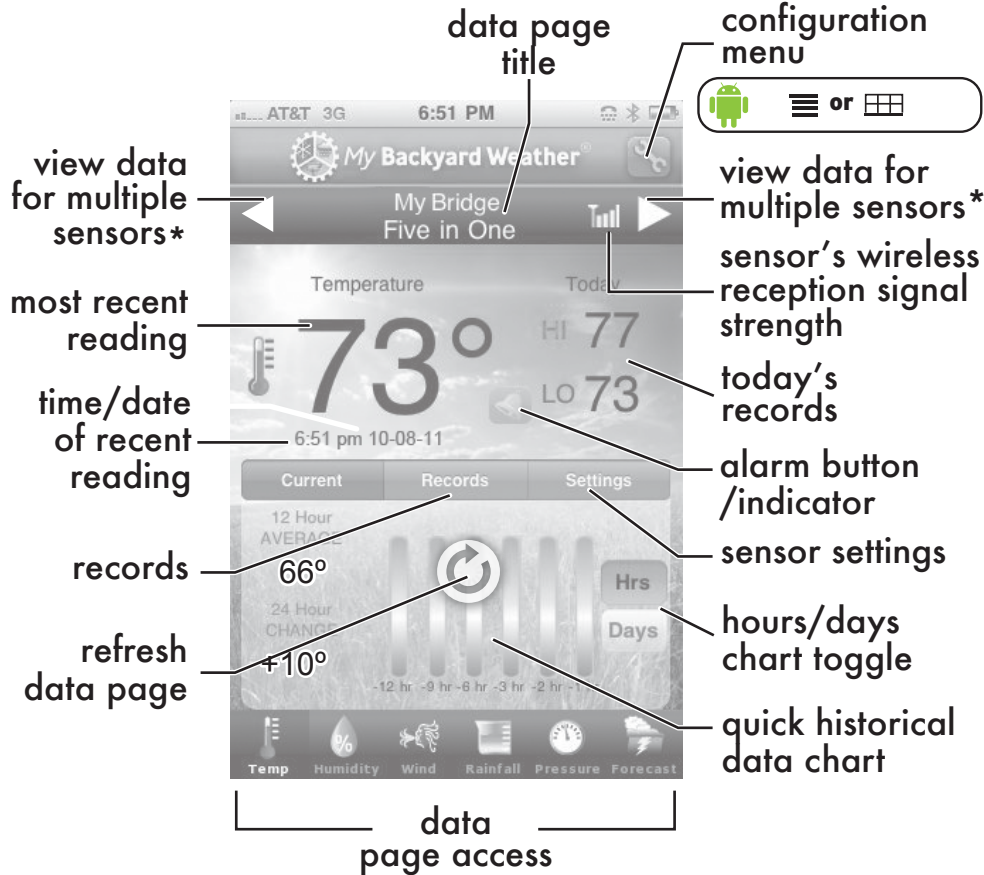 data page
title
configuration
menu
or
AT&T 3G
6:51 PM
My Backyard Weather®
view data
for multiple
sensors*
My Bridge
Five in One
view data for
multiple sensors*
sensor's wireless
reception signal
strength
Temperature
Today
most recent
reading
73°
HI 77
LO 73
today's
records
time/date
of recent
reading
6:51 pm 10-08-11
alarm button
/indicator
Current
Records
Settings
sensor settings
12 Hour
AVERAGE
66º
records
Hrs
Days
hours/days
chart toggle
24 Hour
CHANGE
+10º
refresh
data page
-12 hr -9 hr -6 hr -3 hr -2 hr
quick historical
data chart
%
Temp Humidity Wind Rainfall Pressure Forecast
data
page access